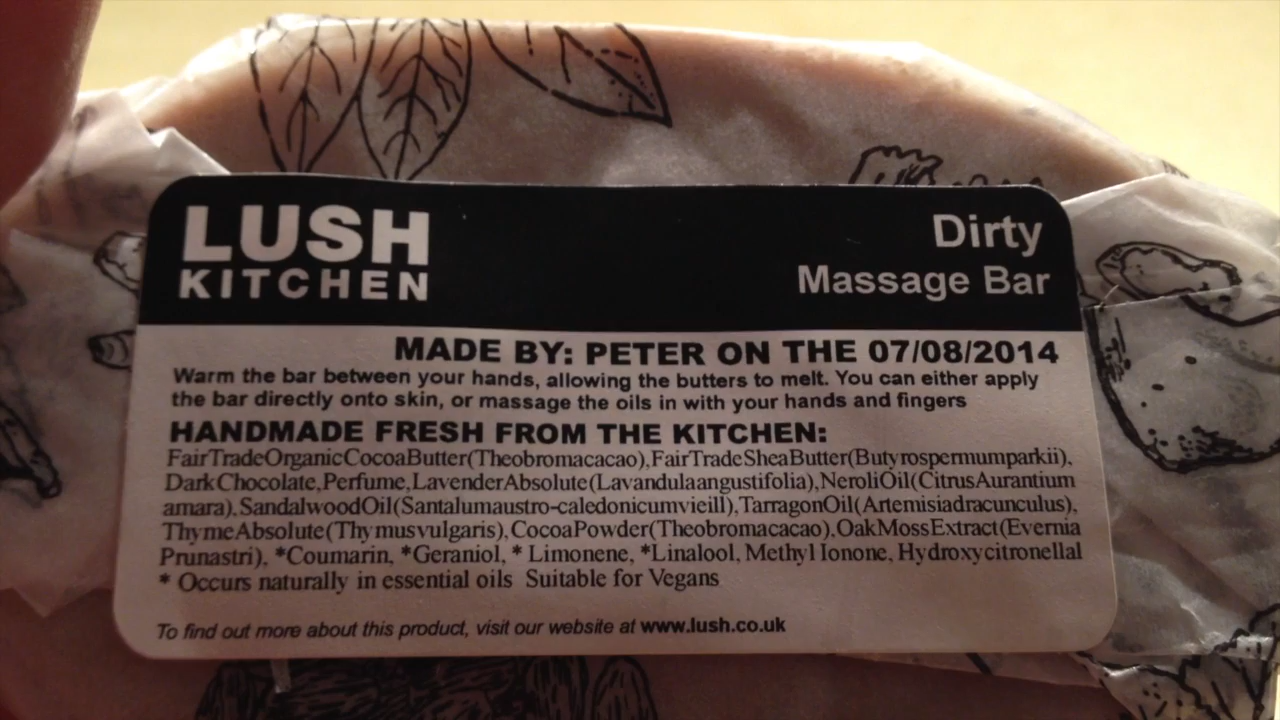 LUSH
KITCHEN
Dirty
Massage Bar
MADE BY: PETER ON THE 07/08/2014
Warm the bar between your hands, allowing the butters to melt. You can either apply
the bar directly onto skin, or massage the oils in with your hands and fingers
HANDMADE FRESH FROM THE KITCHEN:
FairTradeOrganicCocoaButter(Theobromacacao),FairTradeSheaButter(Butyrospermumparkii),
DarkChocolate,Perfume,LavenderAbsolute(Lavandulaangustifolia),NeroliOil(CitrusAurantium
amara),SandalwoodOil(Santalumaustro-caledonicumvieill),TarragonOil(Artemisiadracunculus),
ThymeAbsolute(Thymusvulgaris),CocoaPowder(Theobromacacao),OakMossExtract(Evernia
Prunastri), *Coumarin, *Geraniol, * Limonene, *Linalool, Methyl Ionone, Hydroxycitronellal
* Occurs naturally in essential oils Suitable for Vegans
To find out more about this product, visit our website at www.lush.co.uk